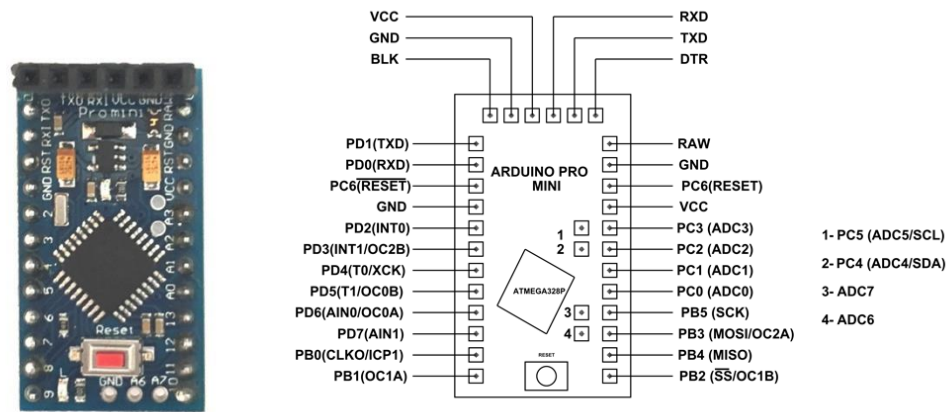 TXO RXI VCC GND
Pro mini
TXO
RXI
RST
GND
2
3
4
5
6
7
8
9
RAW
GND
RST
VCC
A3
A2
A1
A0
13
12
11
10
Reset
GND A6 A7
VCC
GND
BLK
RXD
TXD
DTR
ARDUINO PRO
MINI
PD1(TXD)
PD0(RXD)
PC6(RESET)
GND
PD2(INT0)
PD3(INT1/OC2B)
PD4(T0/XCK)
PD5(T1/OC0B)
PD6(AIN0/OC0A)
PD7(AIN1)
PB0(CLKO/ICP1)
PB1(OC1A)
1
2
ATMEGA328P
3
4
RESET
RAW
GND
PC6(RESET)
VCC
PC3 (ADC3)
PC2 (ADC2)
PC1 (ADC1)
PC0 (ADC0)
PB5 (SCK)
PB3 (MOSI/OC2A)
PB4 (MISO)
PB2 (SS/OC1B)
1- PC5 (ADC5/SCL)
2- PC4 (ADC4/SDA)
3- ADC7
4- ADC6